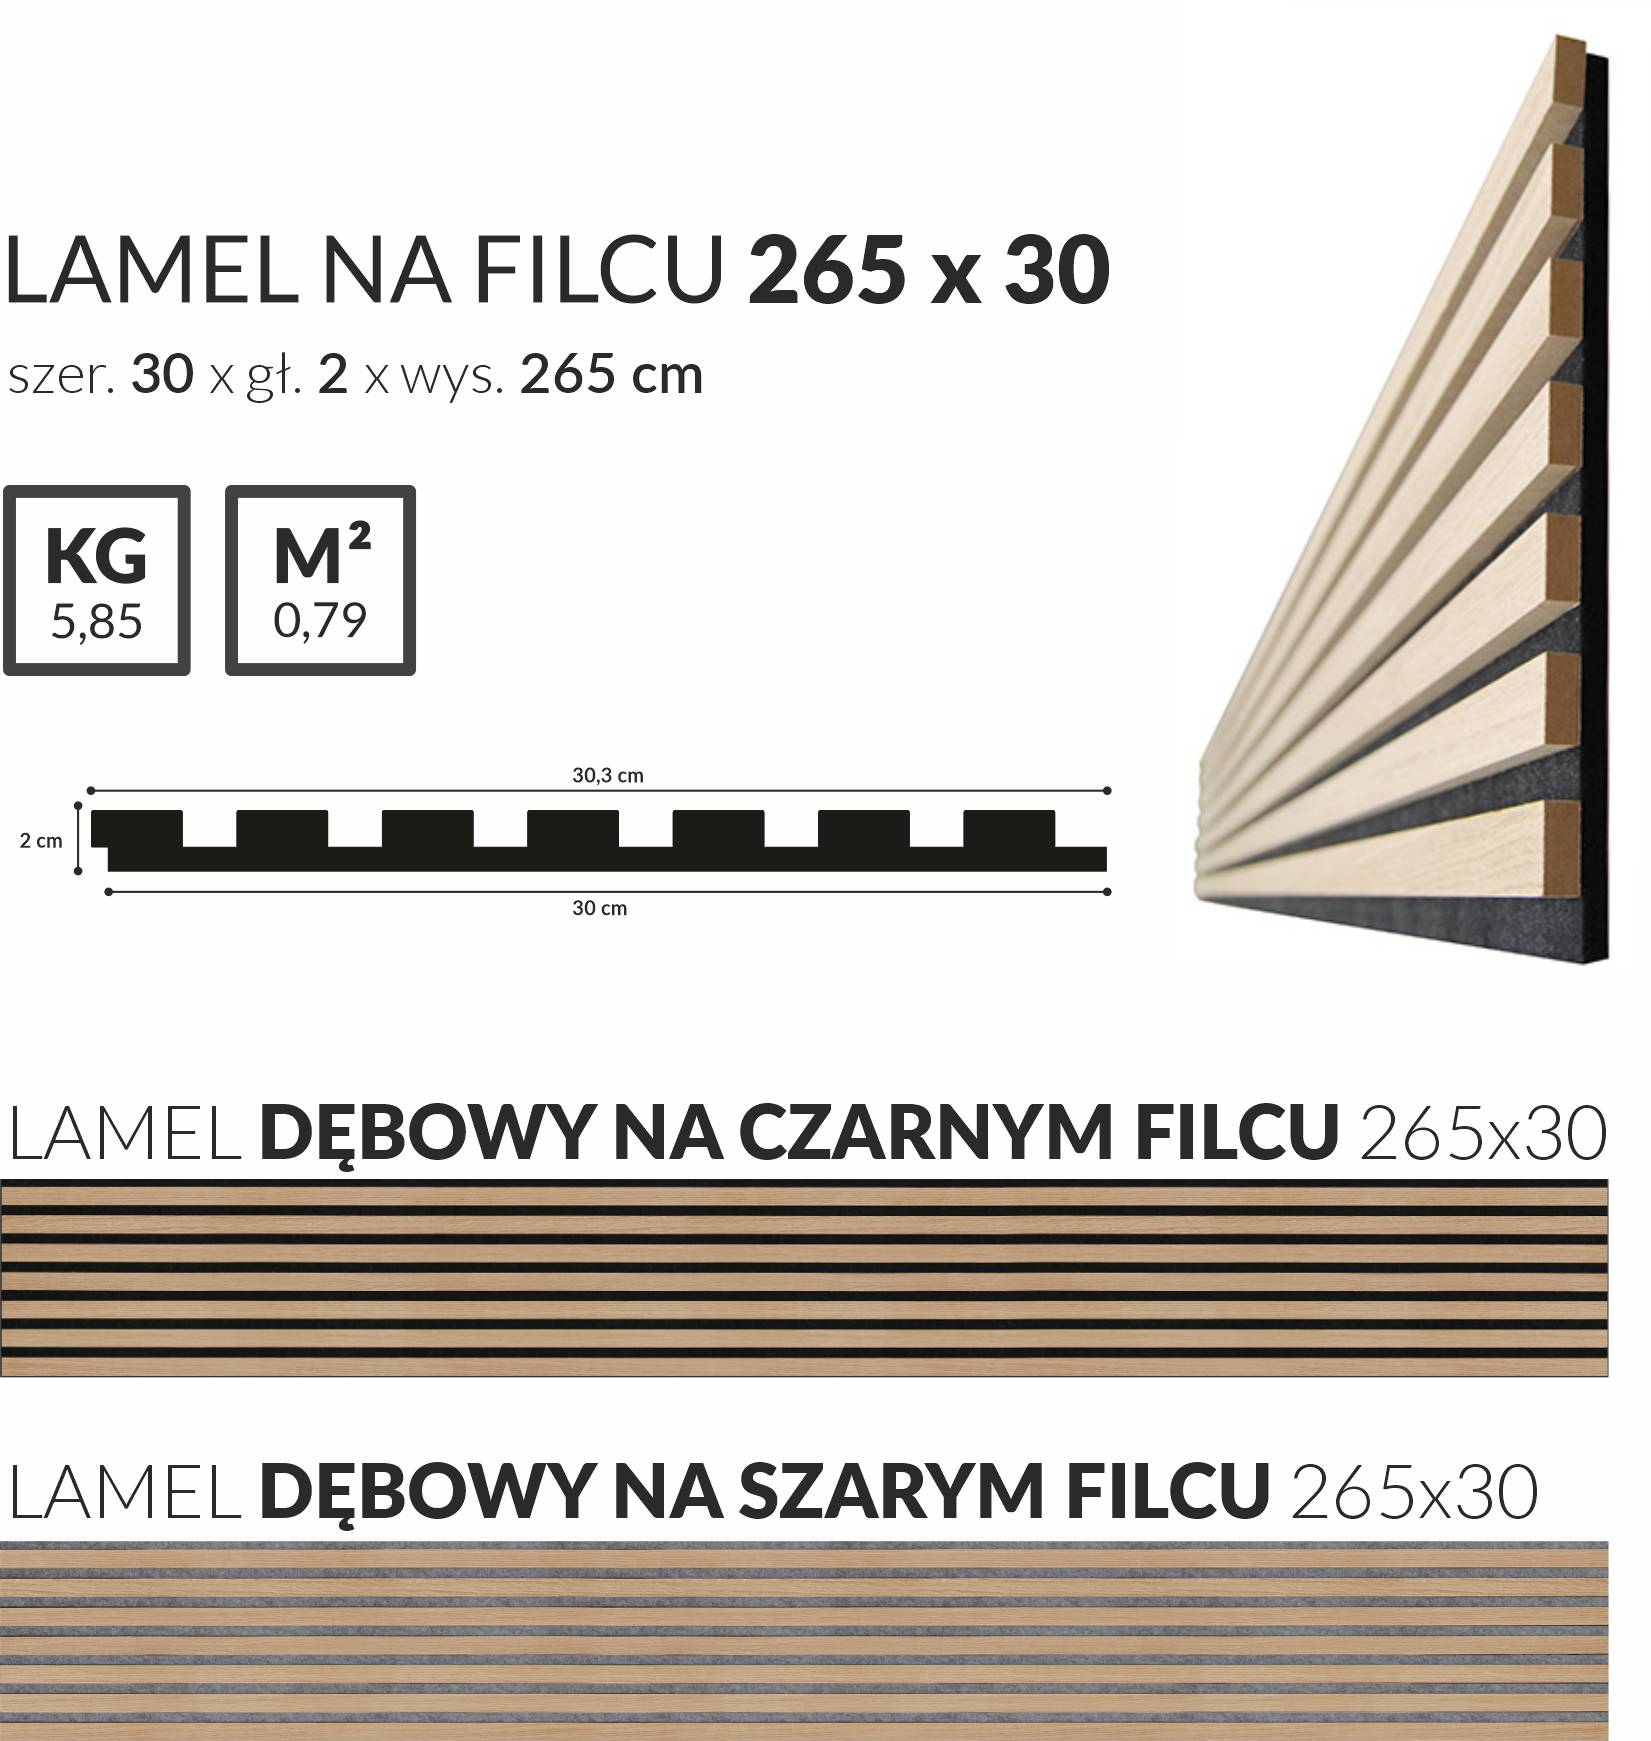 LAMEL NA FILCU 265 x 30
szer. 30 x gł. 2 x wys. 265 cm
KG
5,85
M²
0,79
30,3 cm
2 cm
30 cm
LAMEL DĘBOWY NA CZARNYM FILCU 265x30
LAMEL DĘBOWY NA SZARYM FILCU 265x30